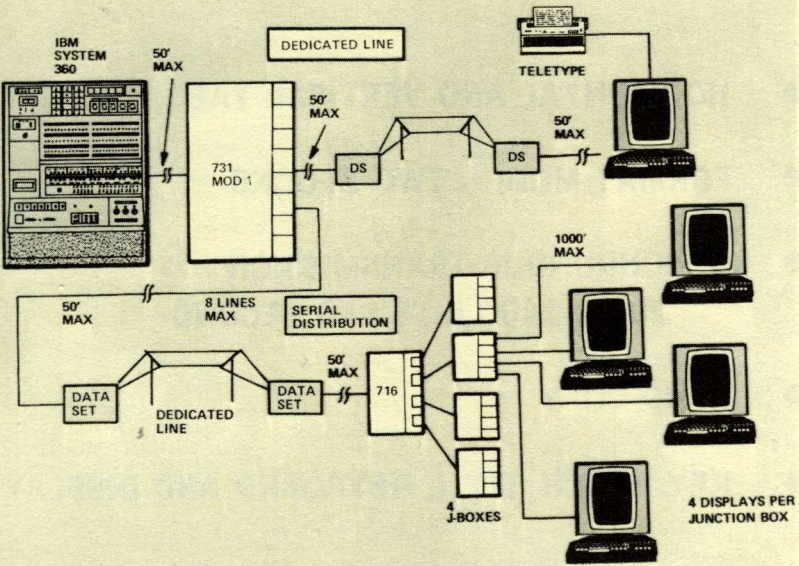 IBM
SYSTEM
360
50'
MAX
DEDICATED LINE
TELETYPE
50'
MAX
731
MOD 1
DS
DS
50'
MAX
1000'
MAX
50'
MAX
8 LINES
MAX
SERIAL
DISTRIBUTION
50'
MAX
716
DATA
SET
DATA
SET
DEDICATED
LINE
4
J-BOXES
4 DISPLAYS PER
JUNCTION BOX